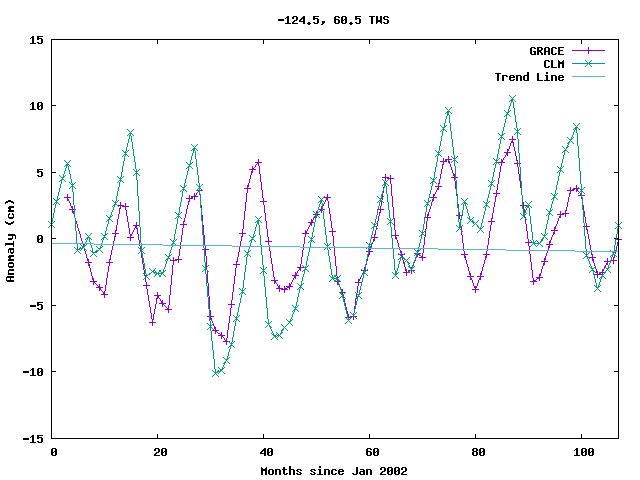 -124.5, 60.5 TWS
GRACE
CLM
Trend Line
15
10
5
0
-5
-10
-15
Anomaly (cm)
0 20 40 60 80 100
Months since Jan 2002